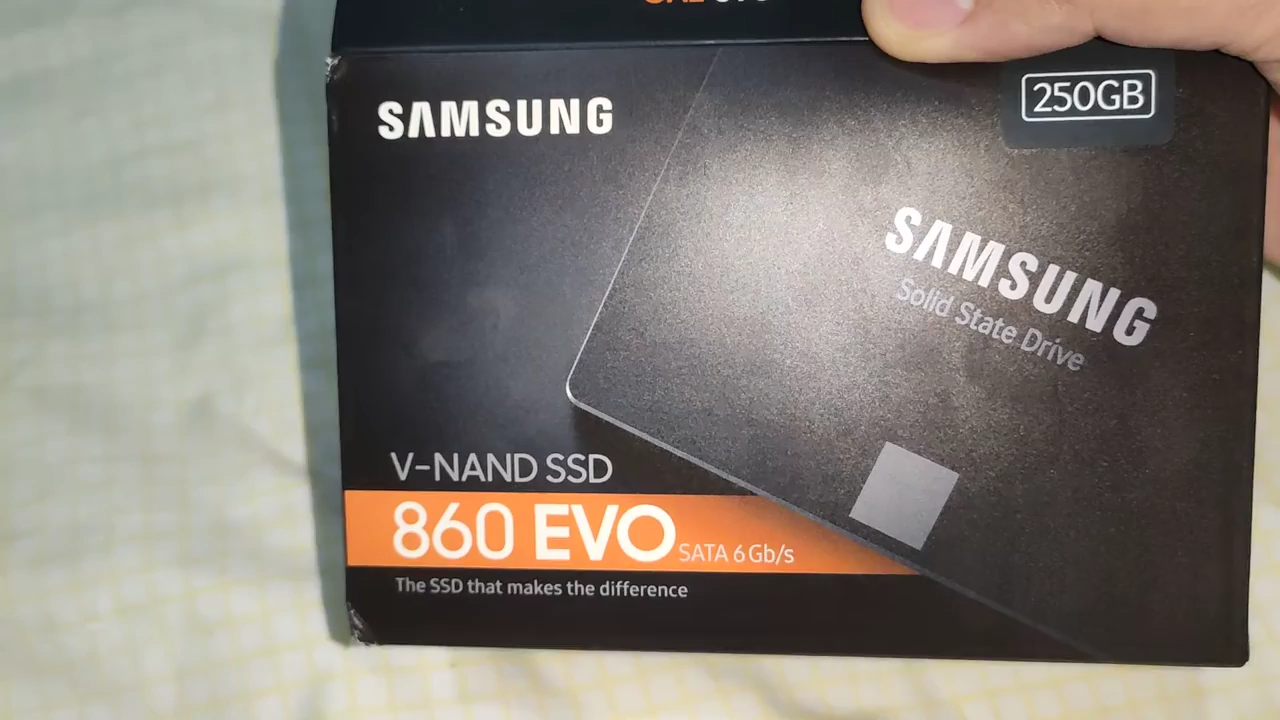 SAMSUNG
250GB
SAMSUNG
Solid State Drive
V-NAND SSD
860 EVO SATA 6 Gb/s
The SSD that makes the difference